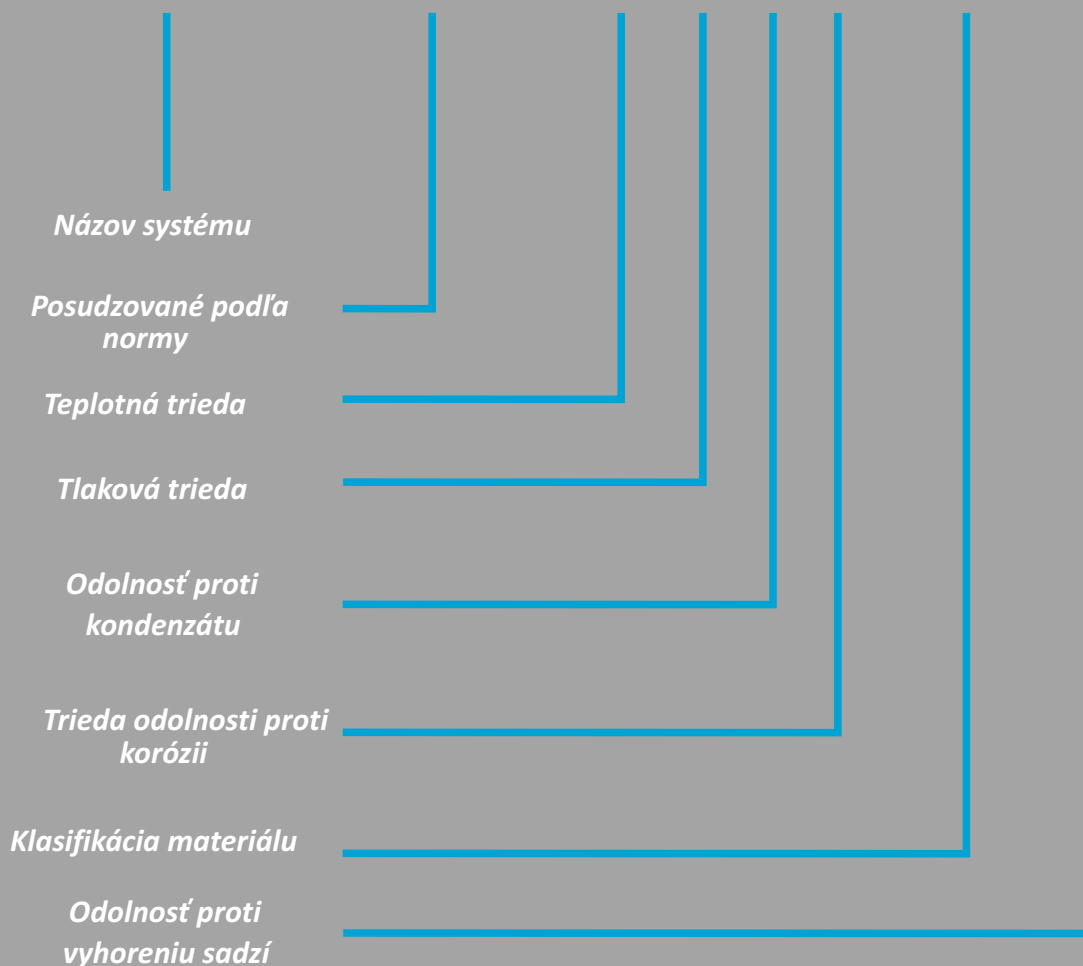 Názov systému
Posudzované podľa
normy
Teplotná trieda
Tlaková trieda
Odolnosť proti
kondenzátu
Trieda odolnosti proti
korózii
Klasifikácia materiálu
Odolnosť proti
vyhoreniu sadzí